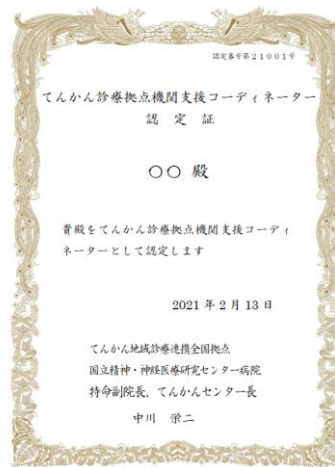 認定番号第21001号
てんかん診療拠点機関支援コーディネーター
認　定　証
〇〇 殿
貴殿をてんかん診療拠点機関支援コーディ
ネーターとして認定します
2021年2月13日
てんかん地域診療連携全国拠点
国立精神・神経医療研究センター病院
特命副院長、てんかんセンター長
中川　栄二